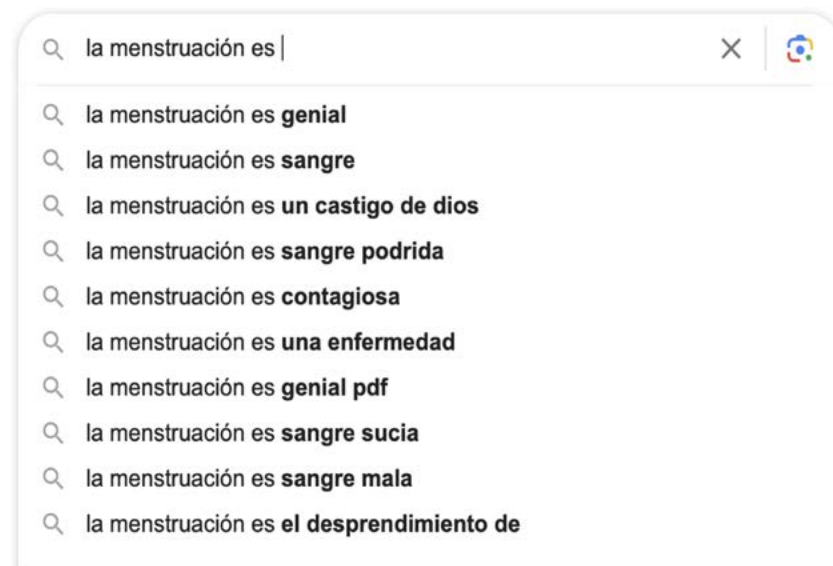 la menstruación es
la menstruación es genial
la menstruación es sangre
la menstruación es un castigo de dios
la menstruación es sangre podrida
la menstruación es contagiosa
la menstruación es una enfermedad
la menstruación es genial pdf
la menstruación es sangre sucia
la menstruación es sangre mala
la menstruación es el desprendimiento de